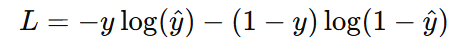 L = −y log(ŷ) − (1 − y) log(1 − ŷ)